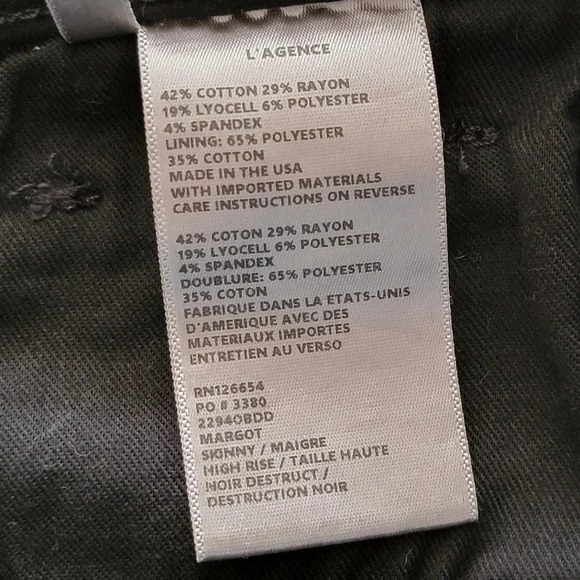 L'AGENCE
42% COTTON 29% RAYON
19% LYOCELL 6% POLYESTER
4% SPANDEX
LINING: 65% POLYESTER
35% COTTON
MADE IN THE USA
WITH IMPORTED MATERIALS
CARE INSTRUCTIONS ON REVERSE
42% COTON 29% RAYON
19% LYOCELL 6% POLYESTER
4% SPANDEX
DOUBLURE: 65% POLYESTER
35% COTON
FABRIQUE DANS LA ETATS-UNIS
D'AMERIQUE AVEC DES
MATERIAUX IMPORTES
ENTRETIEN AU VERSO
RN126654
PO # 3380
22940BDD
MARGOT
SKINNY / MAIGRE
HIGH RISE / TAILLE HAUTE
NOIR DESTRUCT /
DESTRUCTION NOIR